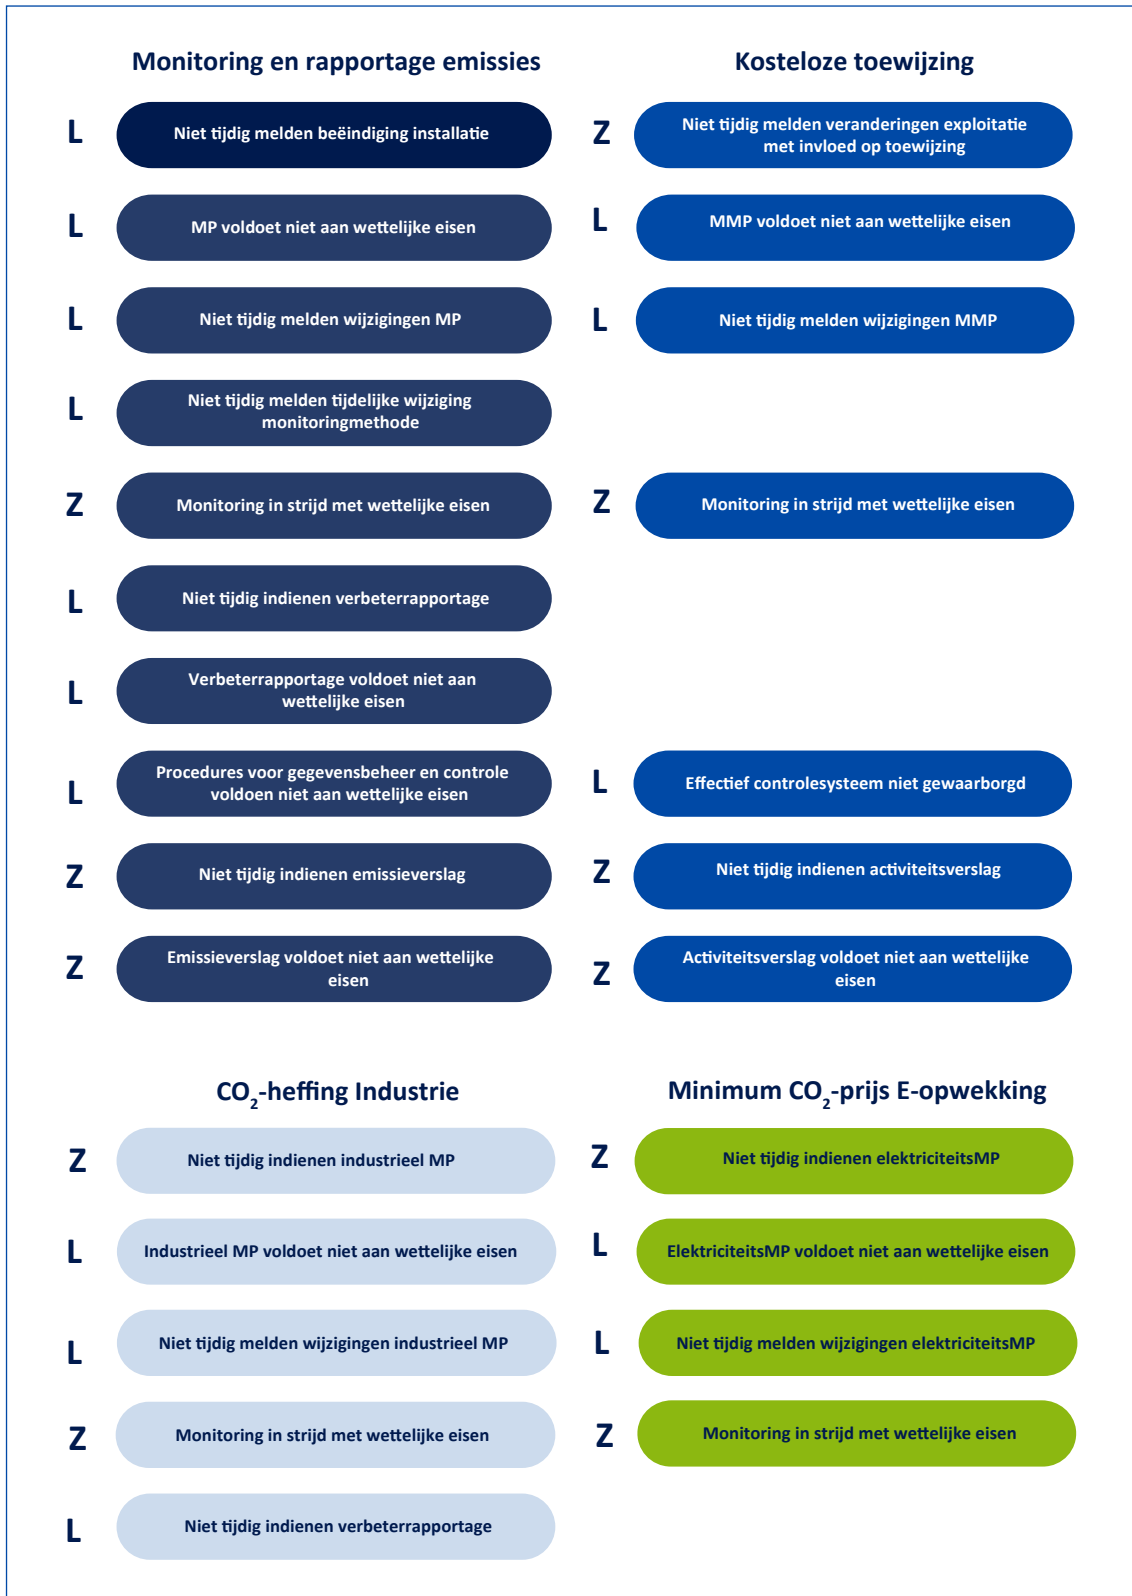 Monitoring en rapportage emissies
L
Niet tijdig melden beëindiging installatie
L
MP voldoet niet aan wettelijke eisen
L
Niet tijdig melden wijzigingen MP
L
Niet tijdig melden tijdelijke wijziging
monitoringmethode
Z
Monitoring in strijd met wettelijke eisen
L
Niet tijdig indienen verbeterrapportage
L
Verbeterrapportage voldoet niet aan
wettelijke eisen
L
Procedures voor gegevensbeheer en controle
voldoen niet aan wettelijke eisen
Z
Niet tijdig indienen emissieverslag
Z
Emissieverslag voldoet niet aan wettelijke
eisen
Kosteloze toewijzing
Z
Niet tijdig melden veranderingen exploitatie
met invloed op toewijzing
L
MMP voldoet niet aan wettelijke eisen
L
Niet tijdig melden wijzigingen MMP
Z
Monitoring in strijd met wettelijke eisen
L
Effectief controlesysteem niet gewaarborgd
Z
Niet tijdig indienen activiteitsverslag
Z
Activiteitsverslag voldoet niet aan wettelijke
eisen
CO₂-heffing Industrie
Z
Niet tijdig indienen industrieel MP
L
Industrieel MP voldoet niet aan wettelijke eisen
L
Niet tijdig melden wijzigingen industrieel MP
Z
Monitoring in strijd met wettelijke eisen
L
Niet tijdig indienen verbeterrapportage
Minimum CO₂-prijs E-opwekking
Z
Niet tijdig indienen elektriciteitsMP
L
ElektriciteitsMP voldoet niet aan wettelijke eisen
L
Niet tijdig melden wijzigingen elektriciteitsMP
Z
Monitoring in strijd met wettelijke eisen